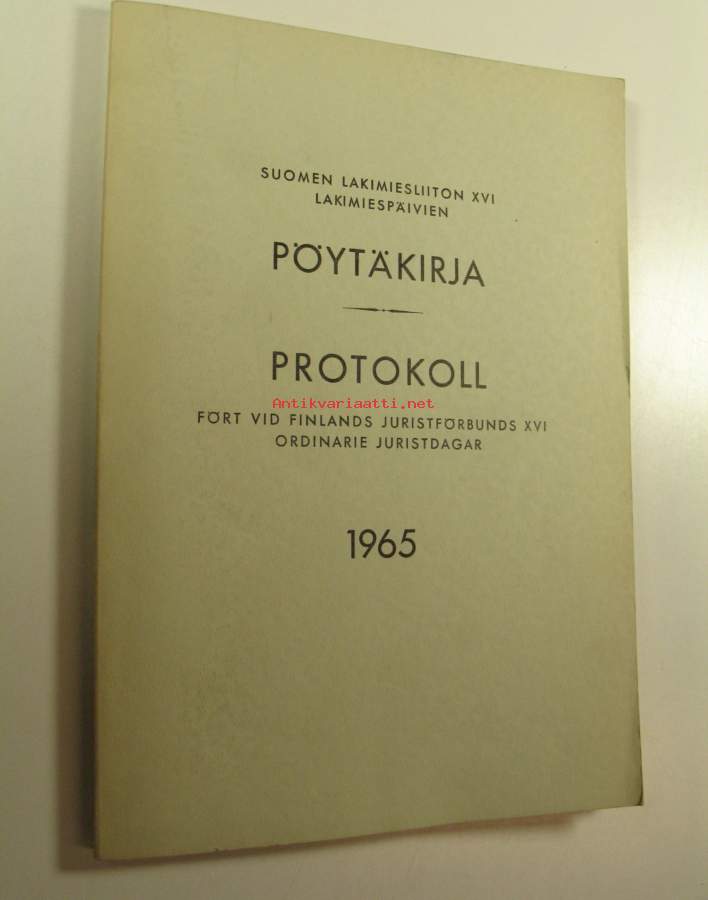 SUOMEN LAKIMIESLIITON XVI
LAKIMIESPÄIVIEN
PÖYTÄKIRJA
PROTOKOLL
Antikvariaatti.net
FÖRT VID FINLANDS JURISTFÖRBUNDS XVI
ORDINARIE JURISTDAGAR
1965